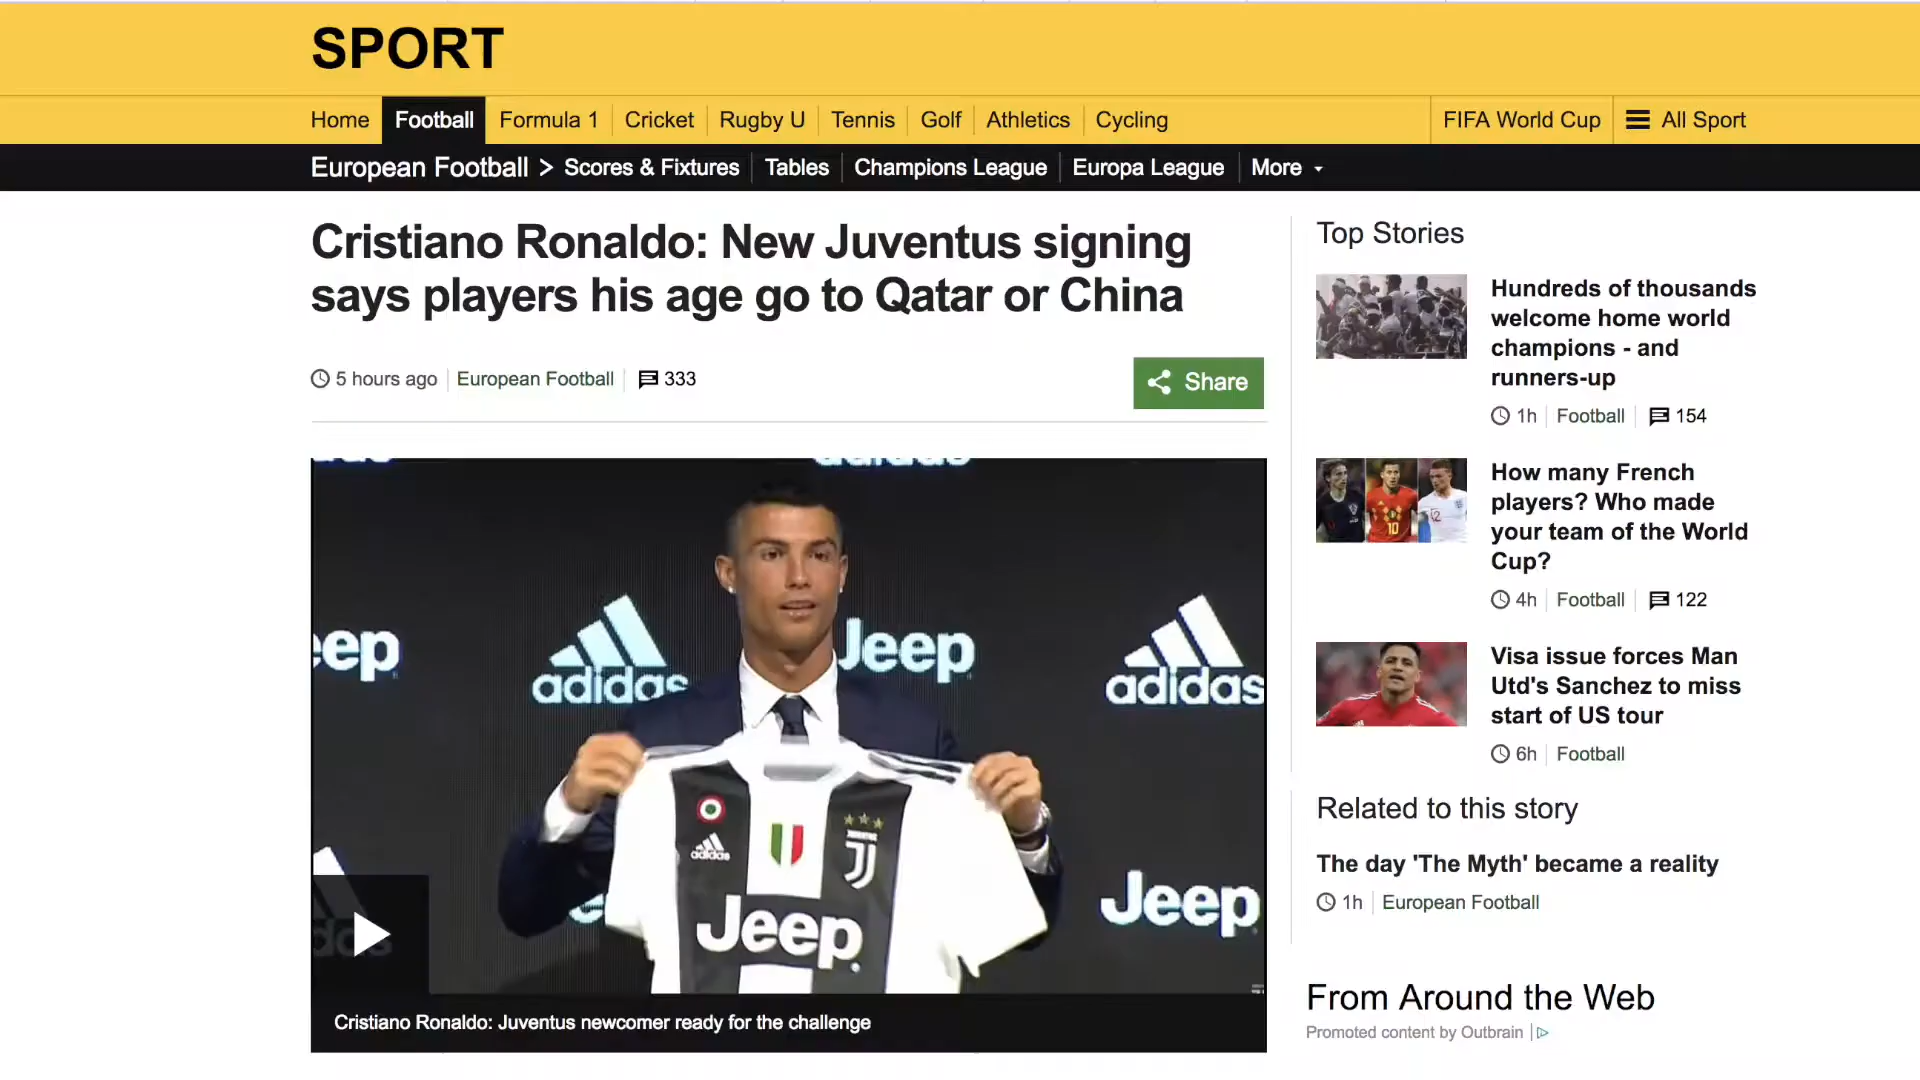 SPORT
Home Football Formula 1 Cricket Rugby U Tennis Golf Athletics Cycling FIFA World Cup All Sport
European Football > Scores & Fixtures Tables Champions League Europa League More
Cristiano Ronaldo: New Juventus signing
says players his age go to Qatar or China
5 hours ago European Football 333
Share
adidas
Jeep
adidas
adidas
Jeep
Jeep
Cristiano Ronaldo: Juventus newcomer ready for the challenge
Top Stories
Hundreds of thousands
welcome home world
champions - and
runners-up
1h Football 154
How many French
players? Who made
your team of the World
Cup?
4h Football 122
Visa issue forces Man
Utd's Sanchez to miss
start of US tour
6h Football
Related to this story
The day 'The Myth' became a reality
1h European Football
From Around the Web
Promoted content by Outbrain